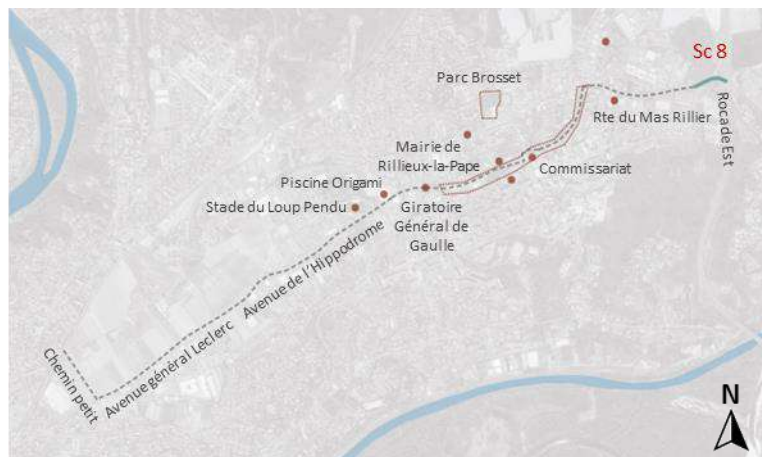 Sc 8
Parc Brosset
Rte du Mas Rillier
Rocade Est
Mairie de
Rillieux-la-Pape
Commissariat
Piscine Origami
Stade du Loup Pendu
Giratoire
Général de
Gaulle
Avenue de l'Hippodrome
Avenue général Leclerc
Chemin petit
N